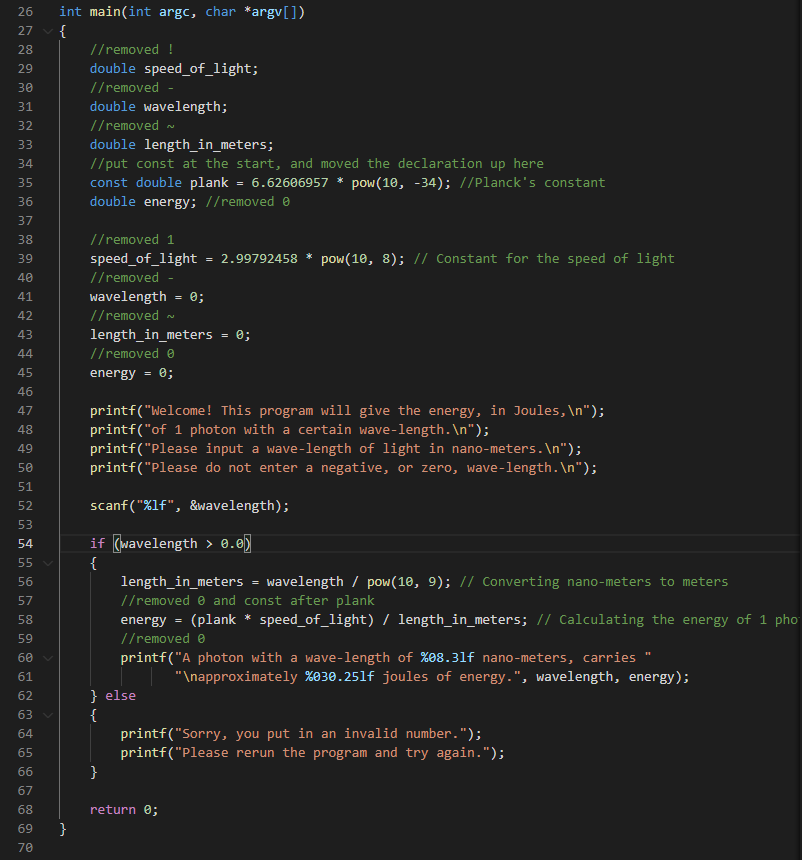 26 int main(int argc, char *argv[])
27 {
28 //removed !
29 double speed_of_light;
30 //removed -
31 double wavelength;
32 //removed ~
33 double length_in_meters;
34 //put const at the start, and moved the declaration up here
35 const double plank = 6.62606957 * pow(10, -34); //Planck's constant
36 double energy; //removed 0
37
38 //removed 1
39 speed_of_light = 2.99792458 * pow(10, 8); // Constant for the speed of light
40 //removed -
41 wavelength = 0;
42 //removed ~
43 length_in_meters = 0;
44 //removed 0
45 energy = 0;
46
47 printf("Welcome! This program will give the energy, in Joules,\n");
48 printf("of 1 photon with a certain wave-length.\n");
49 printf("Please input a wave-length of light in nano-meters.\n");
50 printf("Please do not enter a negative, or zero, wave-length.\n");
51
52 scanf("%lf", &wavelength);
53
54 if (wavelength > 0.0)
55 {
56 length_in_meters = wavelength / pow(10, 9); // Converting nano-meters to meters
57 //removed 0 and const after plank
58 energy = (plank * speed_of_light) / length_in_meters; // Calculating the energy of 1 pho
59 //removed 0
60 printf("A photon with a wave-length of %08.3lf nano-meters, carries "
61 "\napproximately %030.25lf joules of energy.", wavelength, energy);
62 } else
63 {
64 printf("Sorry, you put in an invalid number.");
65 printf("Please rerun the program and try again.");
66 }
67
68 return 0;
69 }
70